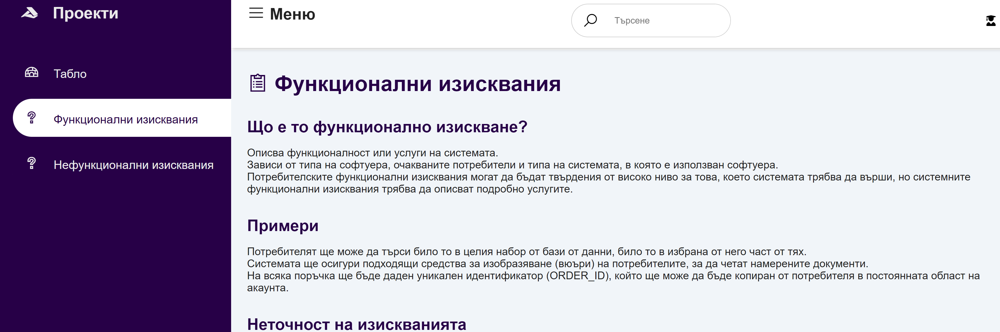 Проекти
Табло
Функционални изисквания
Нефункционални изисквания
Меню
Търсене
Функционални изисквания
Що е то функционално изискване?
Описва функционалност или услуги на системата.
Зависи от типа на софтуера, очакваните потребители и типа на системата, в която е използван софтуера.
Потребителските функционални изисквания могат да бъдат твърдения от високо ниво за това, което системата трябва да върши, но системните
функционални изисквания трябва да описват подробно услугите.
Примери
Потребителят ще може да търси било то в целия набор от бази от данни, било то в избрана от него част от тях.
Системата ще осигури подходящи средства за изобразяване (вюъри) на потребителите, за да четат намерените документи.
На всяка поръчка ще бъде даден уникален идентификатор (ORDER_ID), който ще може да бъде копиран от потребителя в постоянната област на
акаунта.
Неточност на изискванията